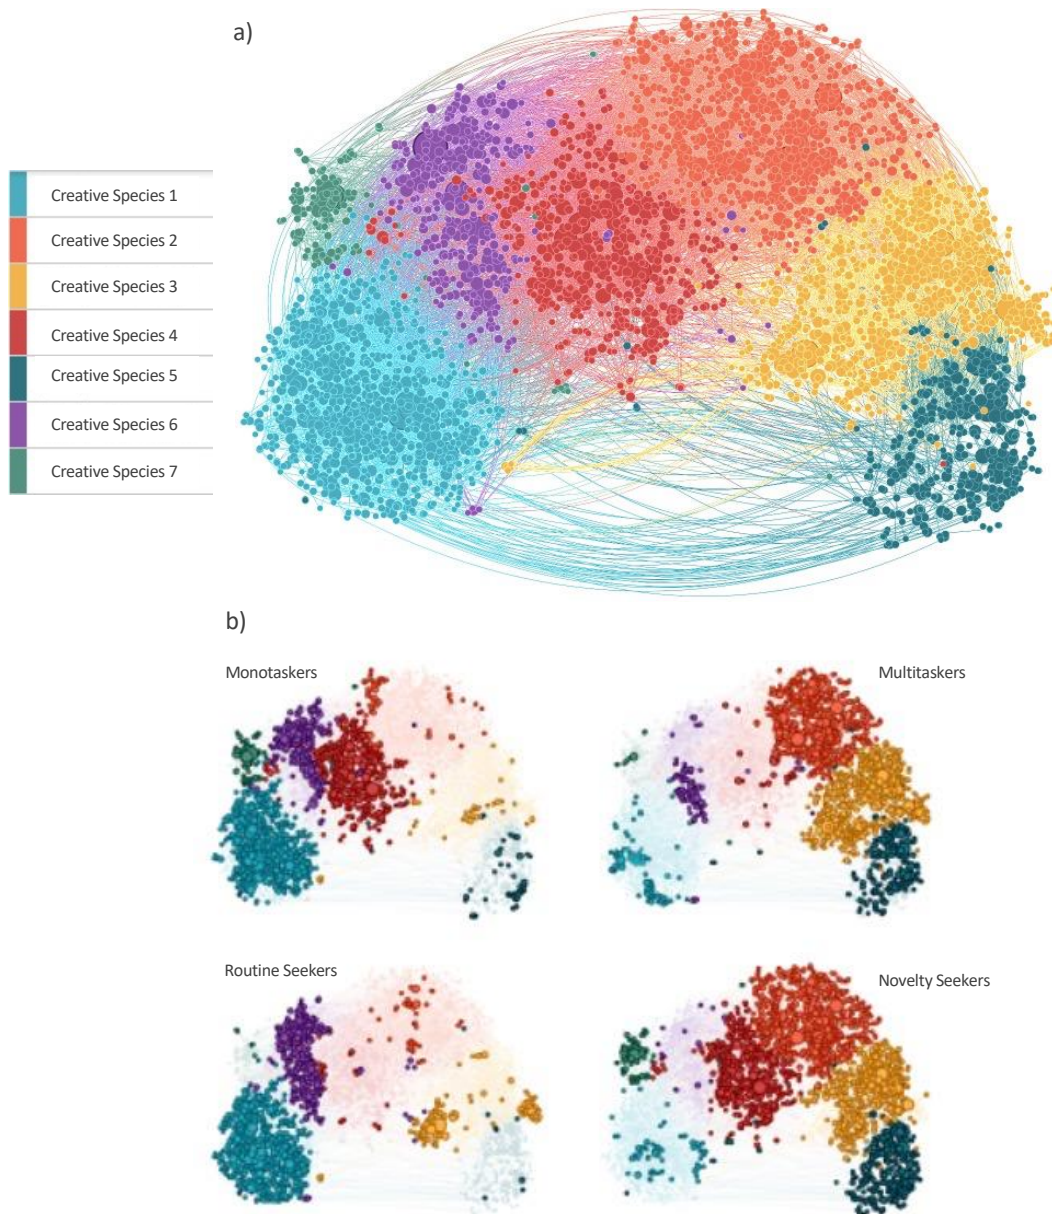 a)
Creative Species 1
Creative Species 2
Creative Species 3
Creative Species 4
Creative Species 5
Creative Species 6
Creative Species 7
b)
Monotaskers
Multitaskers
Routine Seekers
Novelty Seekers